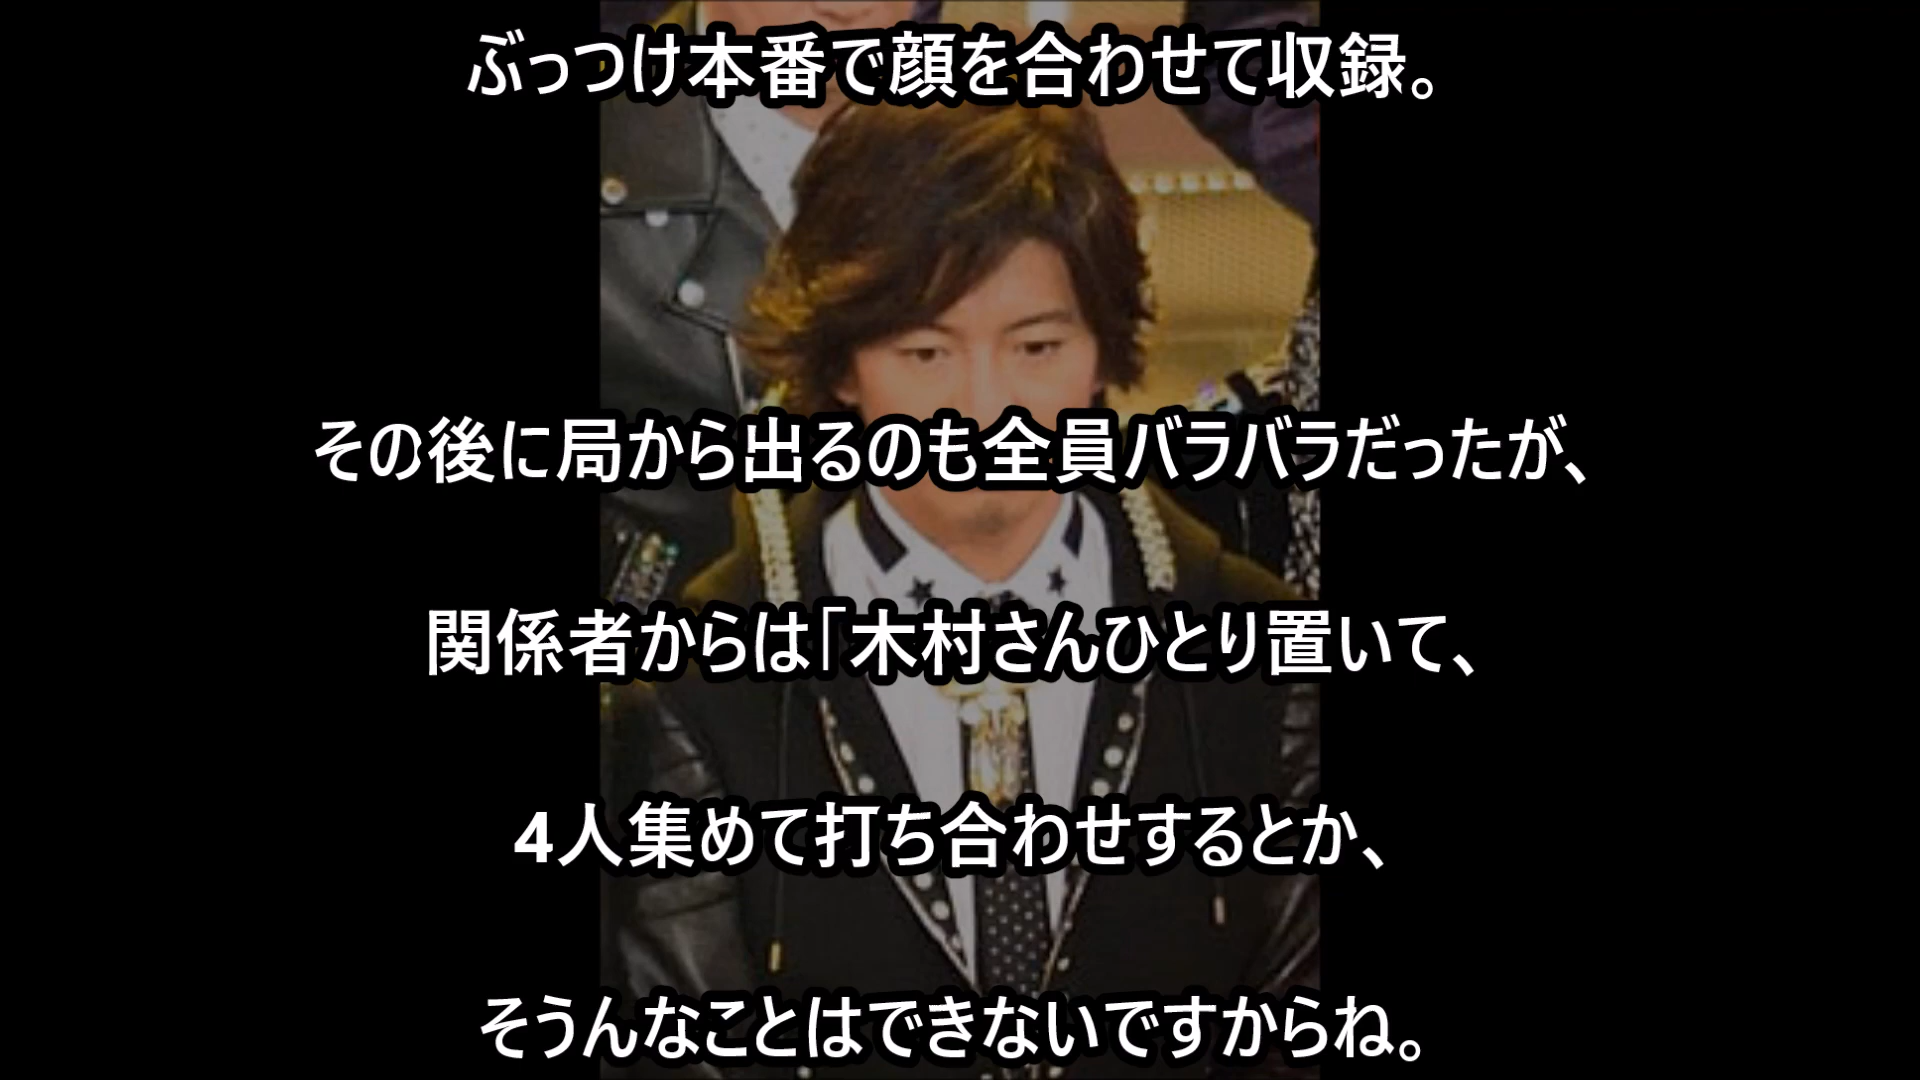 ぶっつけ本番で顔を合わせて収録。
その後に局から出るのも全員バラバラだったが、
関係者からは「木村さんひとり置いて、
4人集めて打ち合わせするとか、
そうんなことはできないですからね。